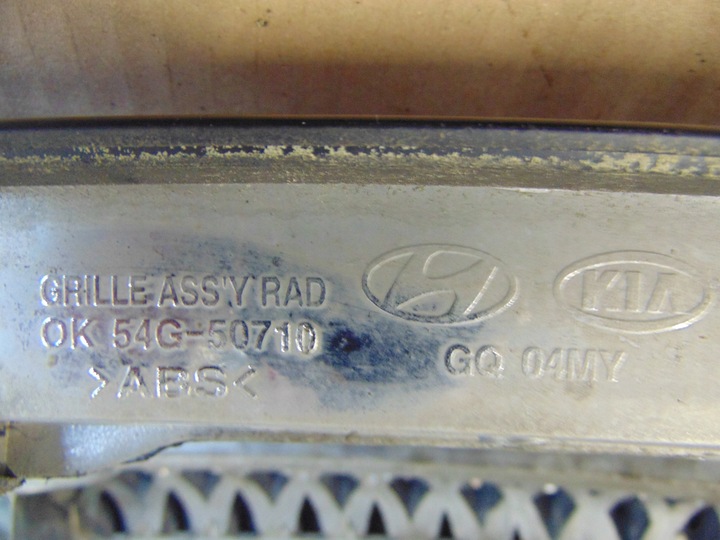 GRILLE ASS'Y RAD
OK 54G-50710
>ABS<
KIA
GQ 04MY